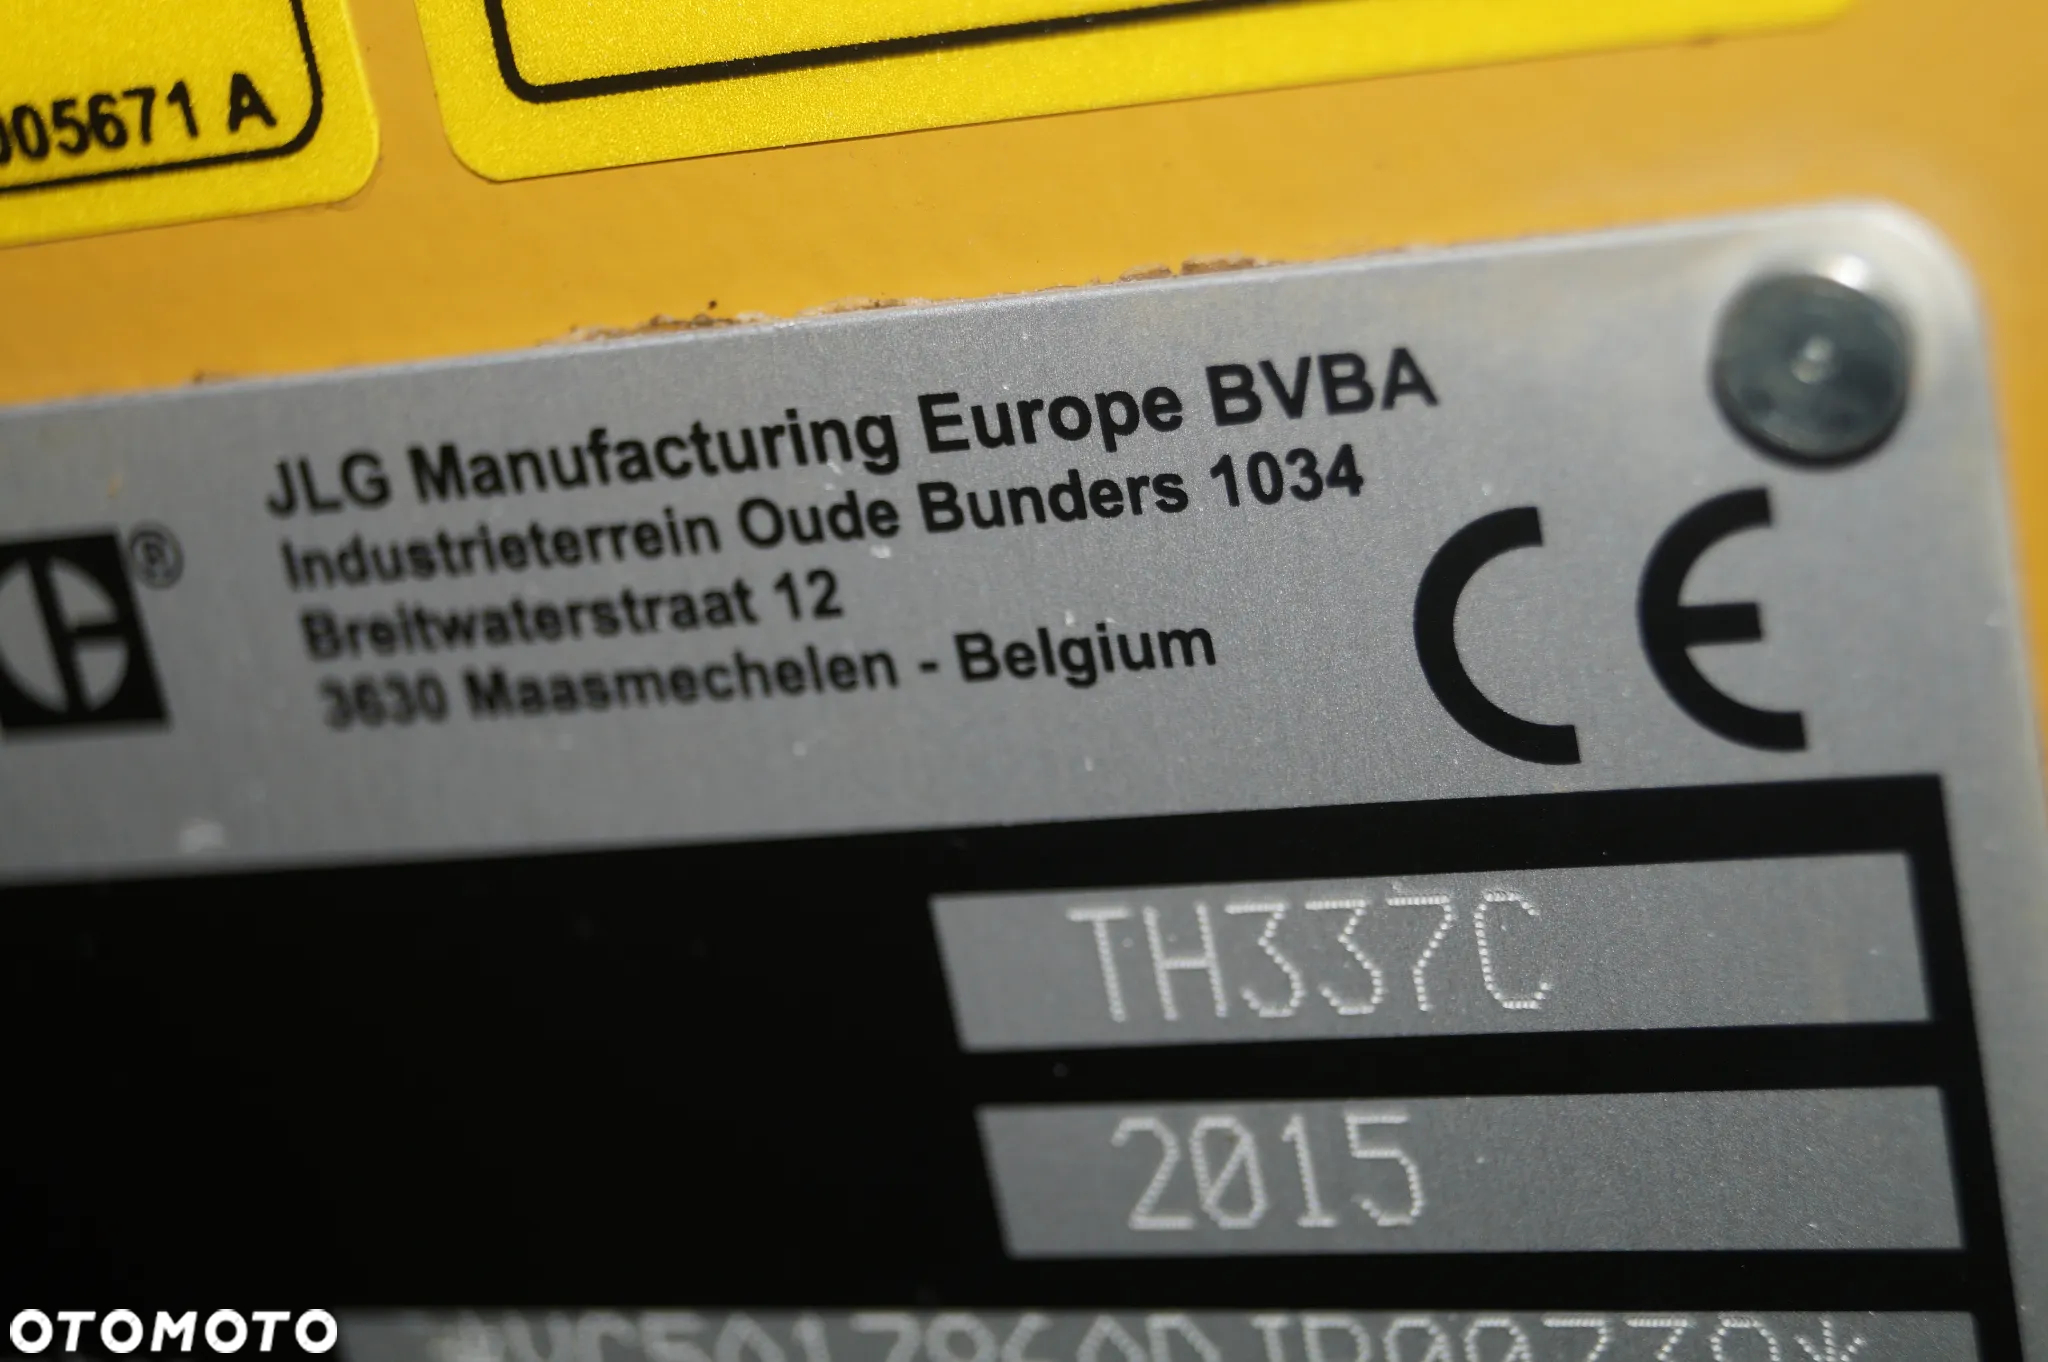 005671 A
JLG Manufacturing Europe BVBA
Industrieterrein Oude Bunders 1034
Breitwaterstraat 12
3630 Maasmechelen - Belgium
®
CE
TH337C
2015
OTOMOTO